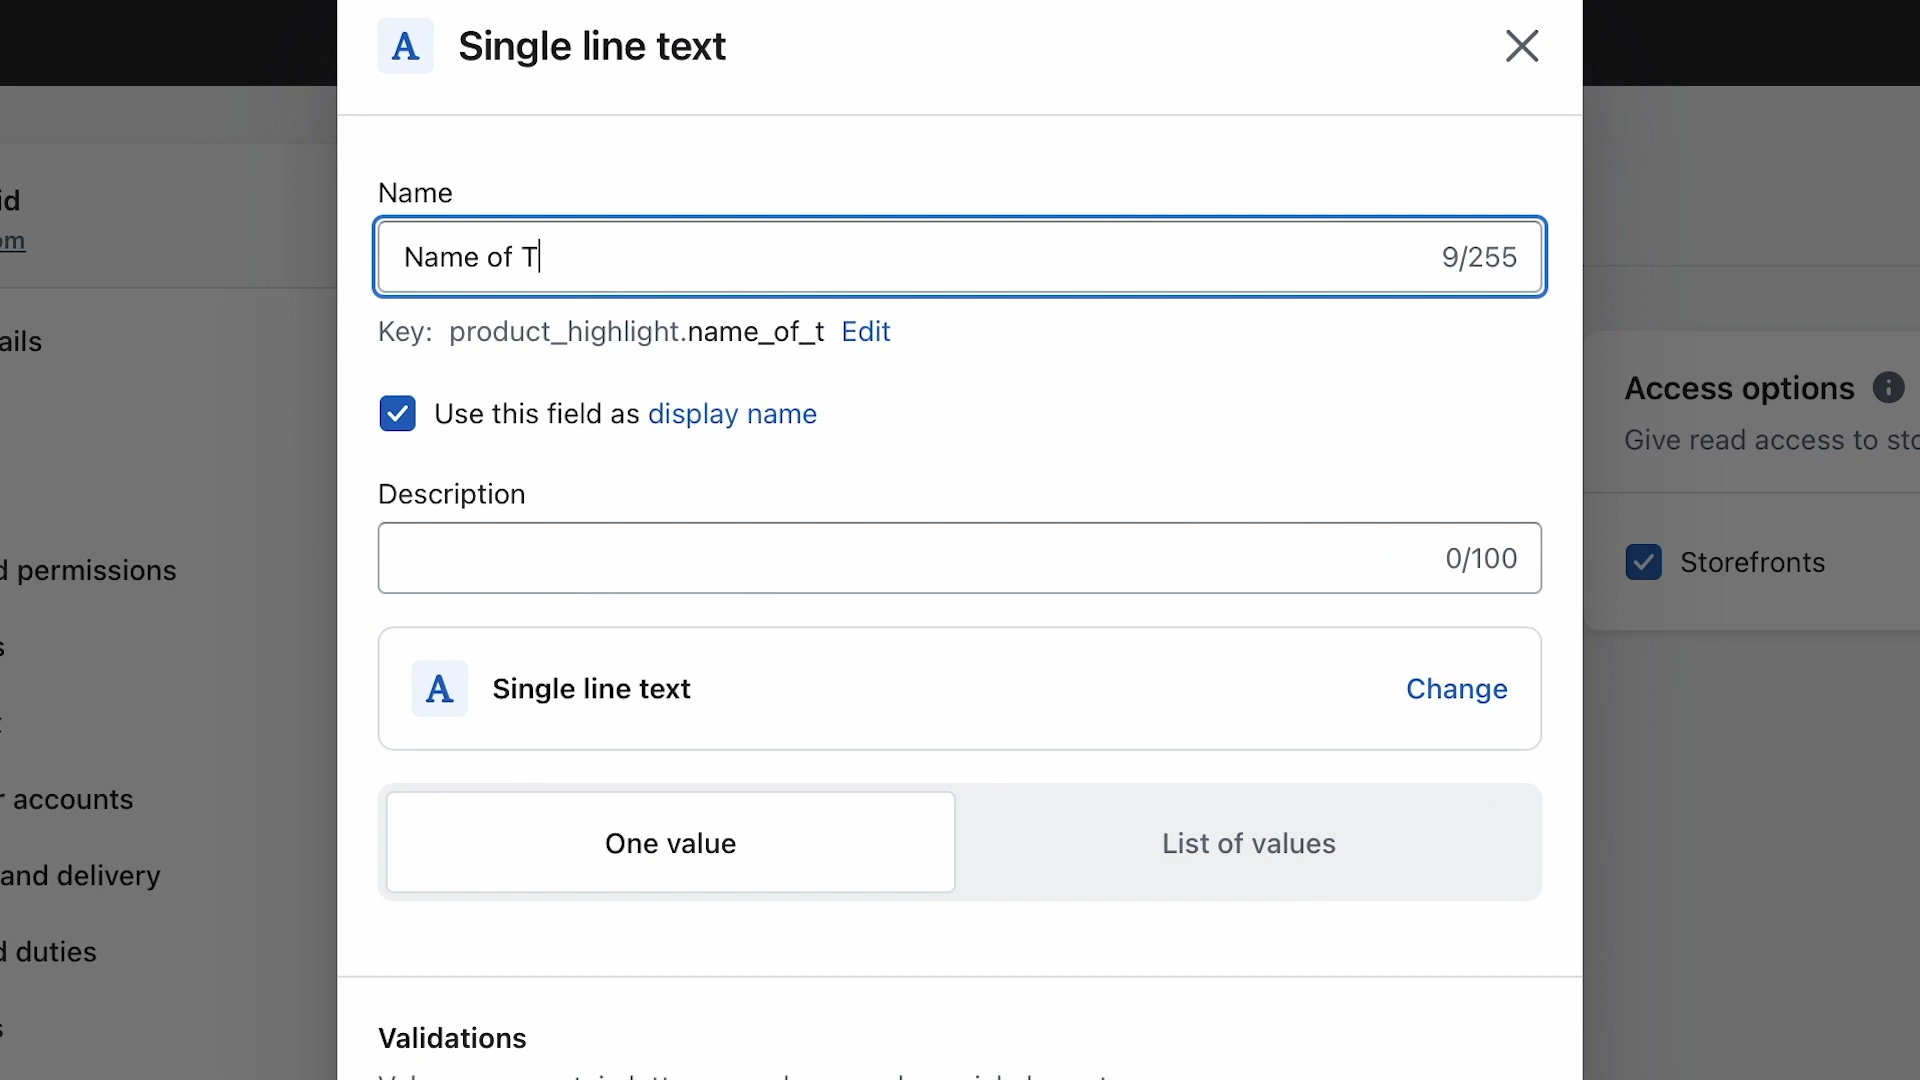 A Single line text
Name
Name of T 9/255
Key: product_highlight.name_of_t Edit
Use this field as display name
Description
0/100
A Single line text Change
One value List of values
Validations
id
om
ails
d permissions
s
r accounts
and delivery
d duties
s
Access options
Give read access to sto
Storefronts